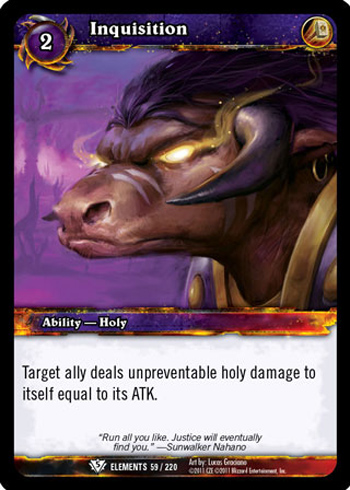 Inquisition
2
Ability — Holy
Target ally deals unpreventable holy damage to
itself equal to its ATK.
"Run all you like. Justice will eventually
find you." —Sunwalker Nahano
ELEMENTS 59 / 220
Art by: Lucas Graciano
©2011 CZE ©2011 Blizzard Entertainment, Inc.